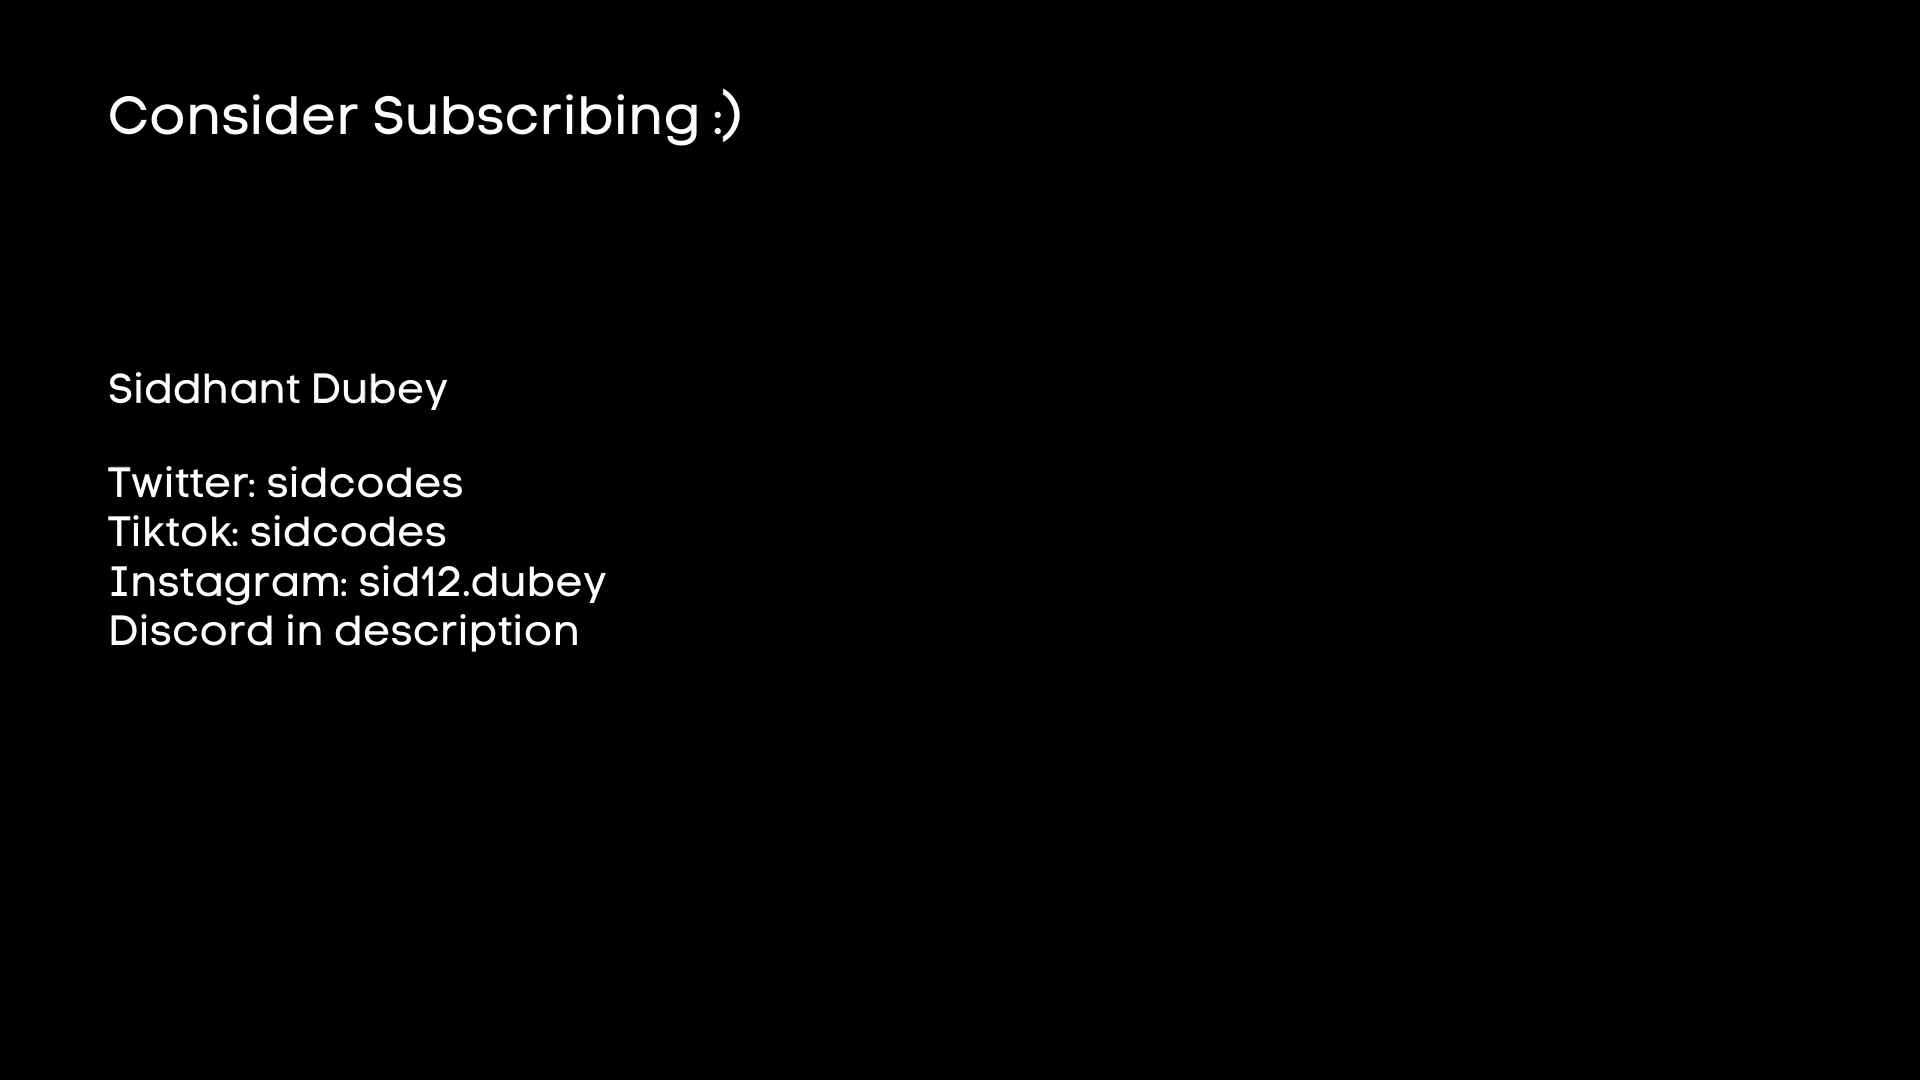 Consider Subscribing :)
Siddhant Dubey
Twitter: sidcodes
Tiktok: sidcodes
Instagram: sid12.dubey
Discord in description